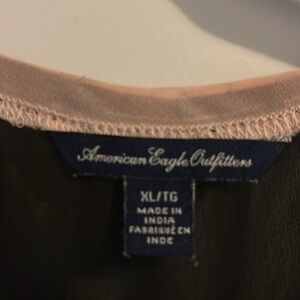 American Eagle Outfitters
XL/TG
MADE IN
INDIA
FABRIQUÉ EN
INDE